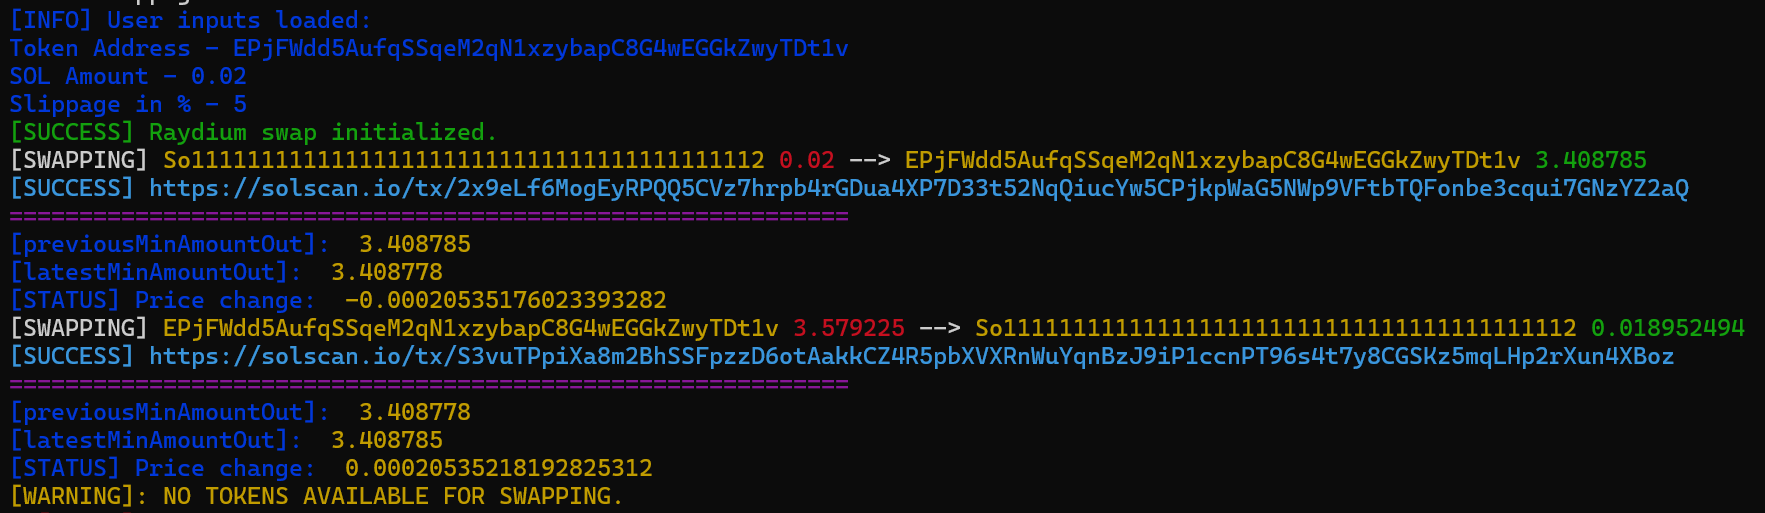 [INFO] User inputs loaded:
Token Address - EPjFWdd5AufqSSqeM2qN1xzybapC8G4wEGGkZwyTDt1v
SOL Amount - 0.02
Slippage in % - 5
[SUCCESS] Raydium swap initialized.
[SWAPPING] So11111111111111111111111111111111111111112 0.02 --> EPjFWdd5AufqSSqeM2qN1xzybapC8G4wEGGkZwyTDt1v 3.408785
[SUCCESS] https://solscan.io/tx/2x9eLf6MogEyRPQQ5CVz7hrpb4rGDua4XP7D33t52NqQiucYw5CPjkpWaG5NWp9VFtbTQFonbe3cqui7GNzYZ2aQ
============================================================
[previousMinAmountOut]:  3.408785
[latestMinAmountOut]:  3.408778
[STATUS] Price change:  -0.00020535176023393282
[SWAPPING] EPjFWdd5AufqSSqeM2qN1xzybapC8G4wEGGkZwyTDt1v 3.579225 --> So11111111111111111111111111111111111111112 0.018952494
[SUCCESS] https://solscan.io/tx/S3vuTPpiXa8m2BhSSFpzzD6otAakkCZ4R5pbXVXRnWuYqnBzJ9iP1ccnPT96s4t7y8CGSKz5mqLHp2rXun4XBoz
============================================================
[previousMinAmountOut]:  3.408778
[latestMinAmountOut]:  3.408785
[STATUS] Price change:  0.00020535218192825312
[WARNING]: NO TOKENS AVAILABLE FOR SWAPPING.